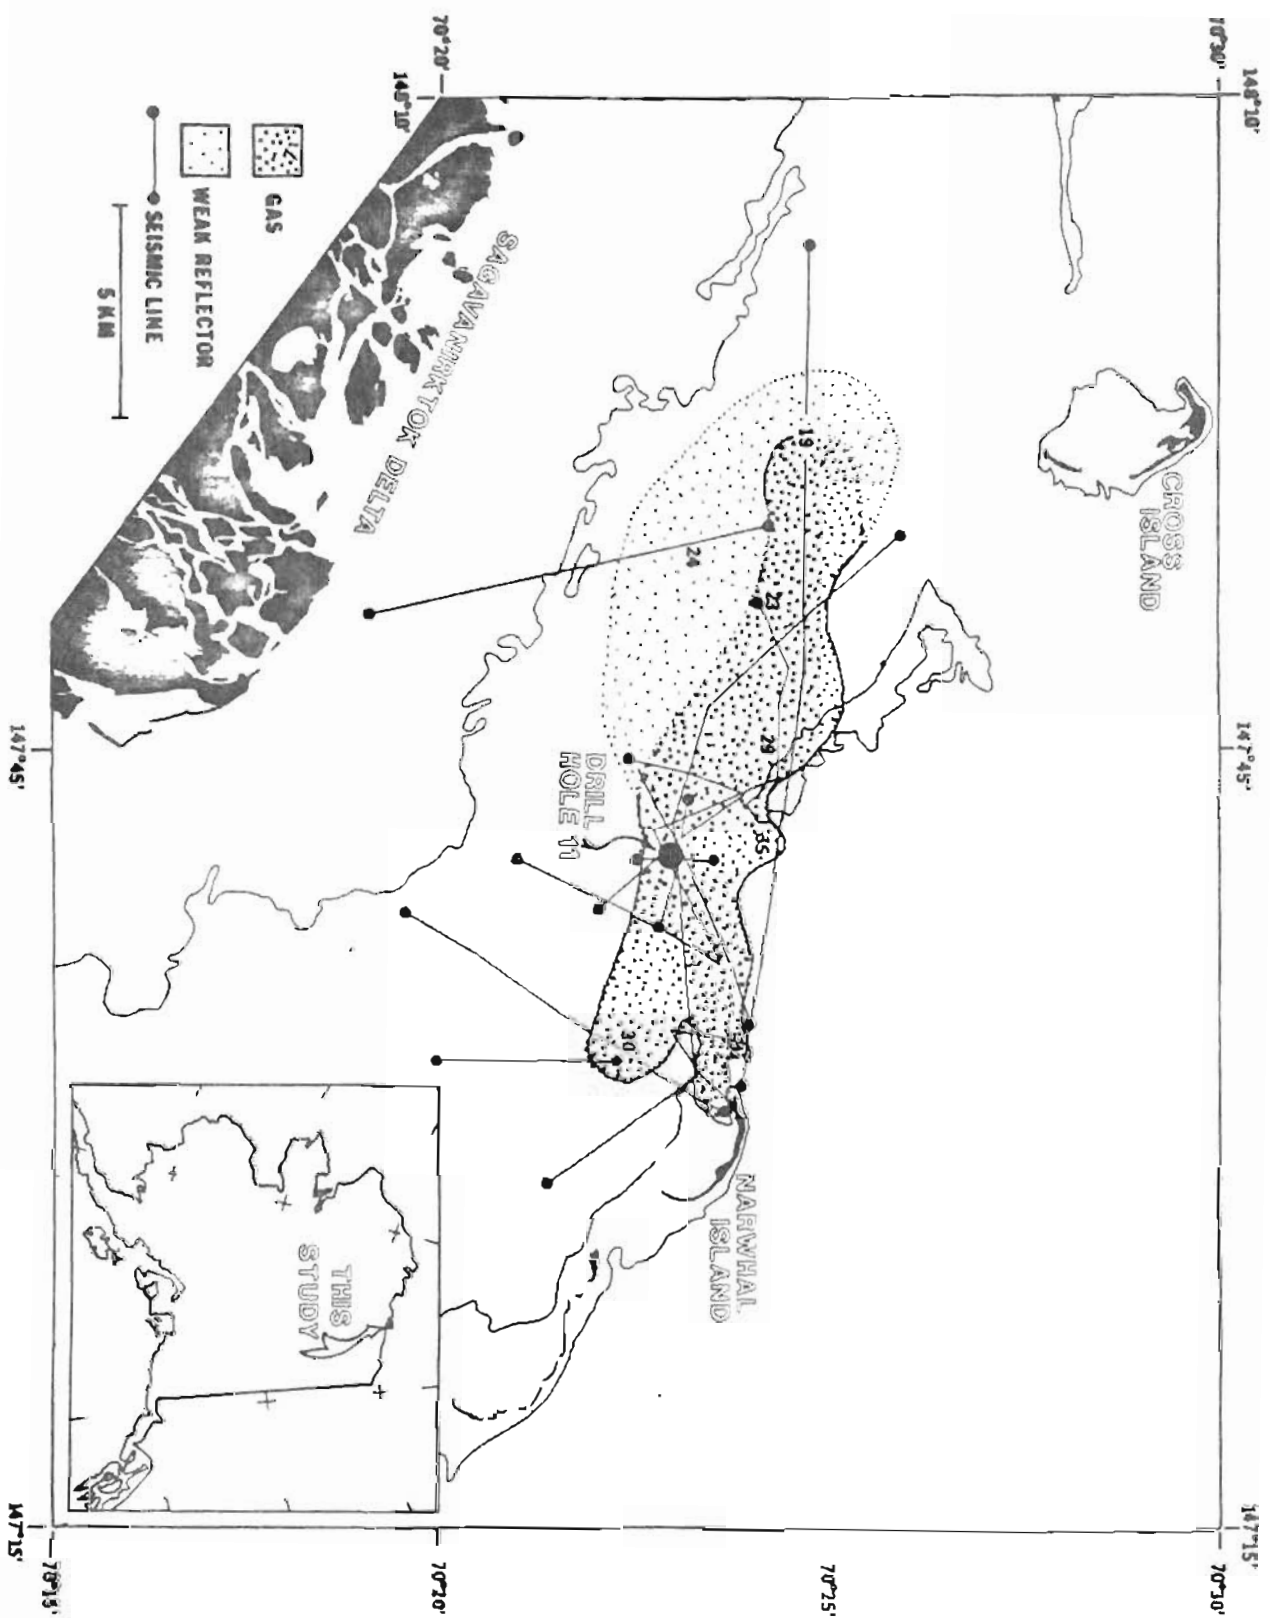 148°10'
70°30'
70°20'
148°10'
CROSS
ISLAND
SAGAVANIRKTOK DELTA
19
24
23
29
35
DRILL
HOLE 11
30
31
NARWHAL
ISLAND
147°45'
147°45'
GAS
WEAK REFLECTOR
SEISMIC LINE
5 KM
THIS
STUDY
147°15'
70°30'
70°25'
70°20'
70°15'
147°15'